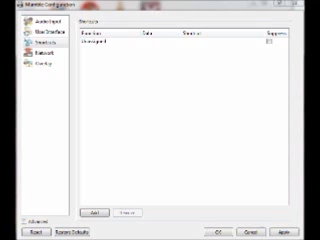 Mumble Configuration
Audio Input
User Interface
Shortcuts
Network
Overlay
Shortcuts
Function Data Shortcut Suppress
Unassigned
Add Remove
Advanced
Reset Restore Defaults OK Cancel Apply